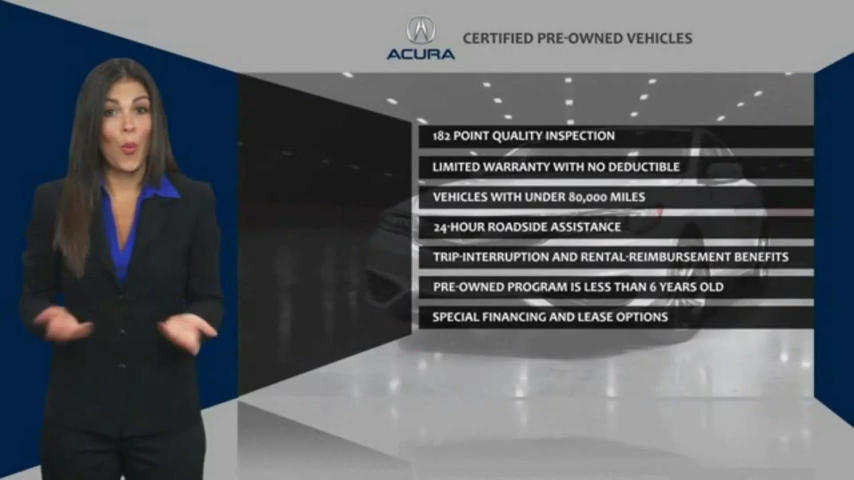 ACURA
CERTIFIED PRE-OWNED VEHICLES
182 POINT QUALITY INSPECTION
LIMITED WARRANTY WITH NO DEDUCTIBLE
VEHICLES WITH UNDER 80,000 MILES
24-HOUR ROADSIDE ASSISTANCE
TRIP-INTERRUPTION AND RENTAL-REIMBURSEMENT BENEFITS
PRE-OWNED PROGRAM IS LESS THAN 6 YEARS OLD
SPECIAL FINANCING AND LEASE OPTIONS